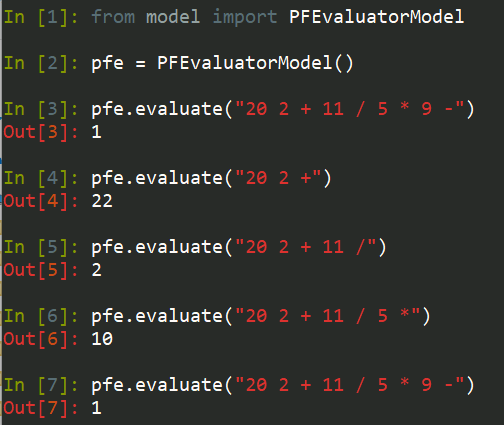 In [1]: from model import PFEvaluatorModel
In [2]: pfe = PFEvaluatorModel()
In [3]: pfe.evaluate("20 2 + 11 / 5 * 9 -")
Out[3]: 1
In [4]: pfe.evaluate("20 2 +")
Out[4]: 22
In [5]: pfe.evaluate("20 2 + 11 /")
Out[5]: 2
In [6]: pfe.evaluate("20 2 + 11 / 5 *")
Out[6]: 10
In [7]: pfe.evaluate("20 2 + 11 / 5 * 9 -")
Out[7]: 1